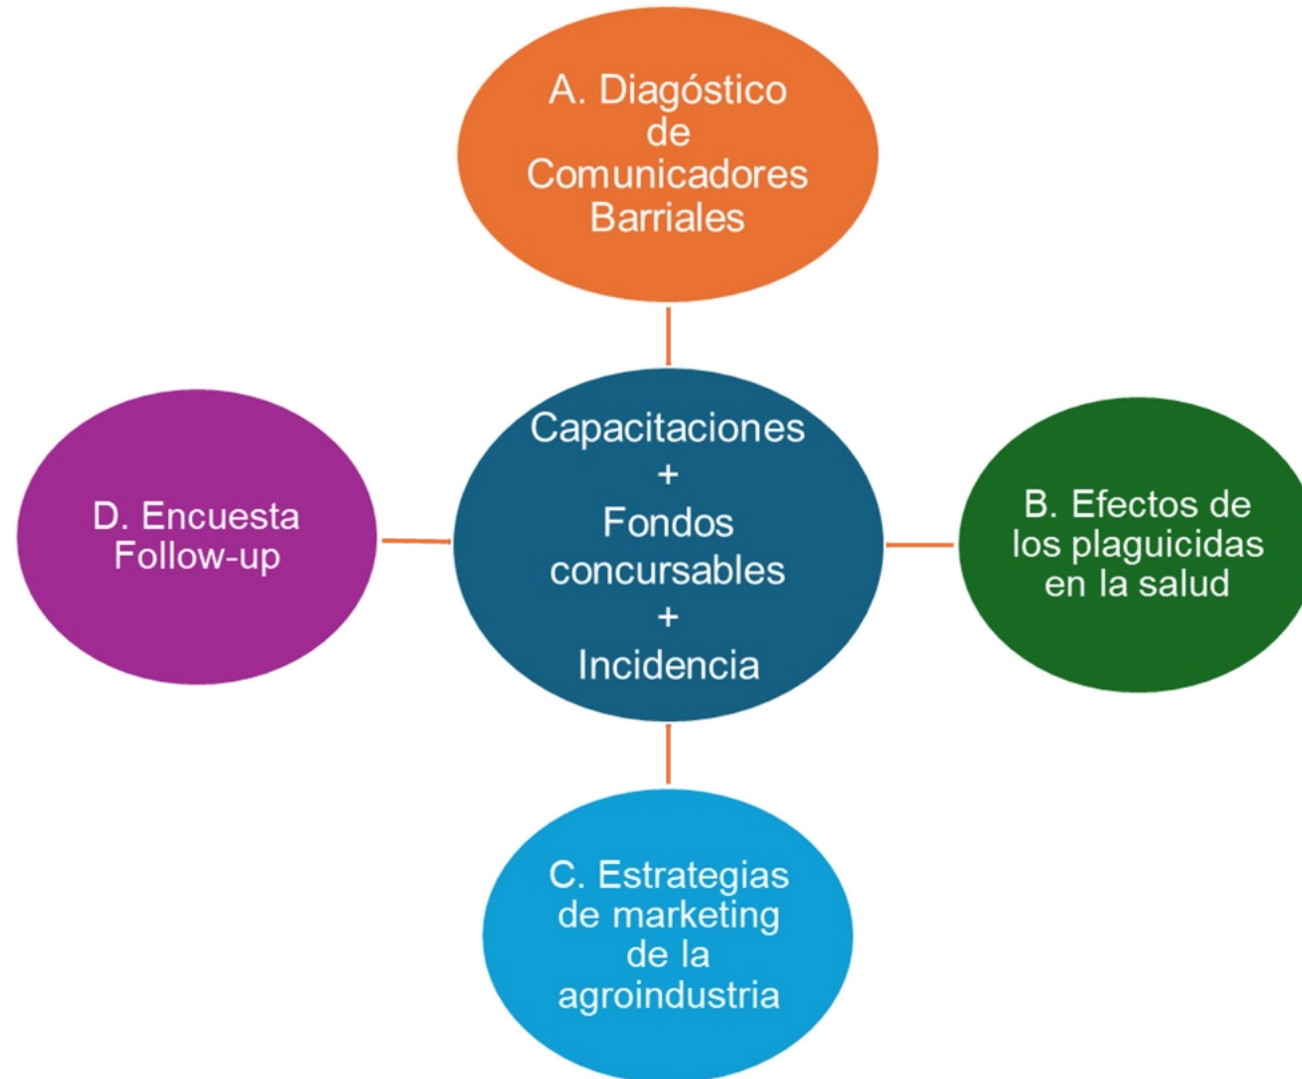 A. Diagóstico
de
Comunicadores
Barriales
Capacitaciones
+
Fondos
concursables
+
Incidencia
D. Encuesta
Follow-up
B. Efectos de
los plaguicidas
en la salud
C. Estrategias
de marketing
de la
agroindustria